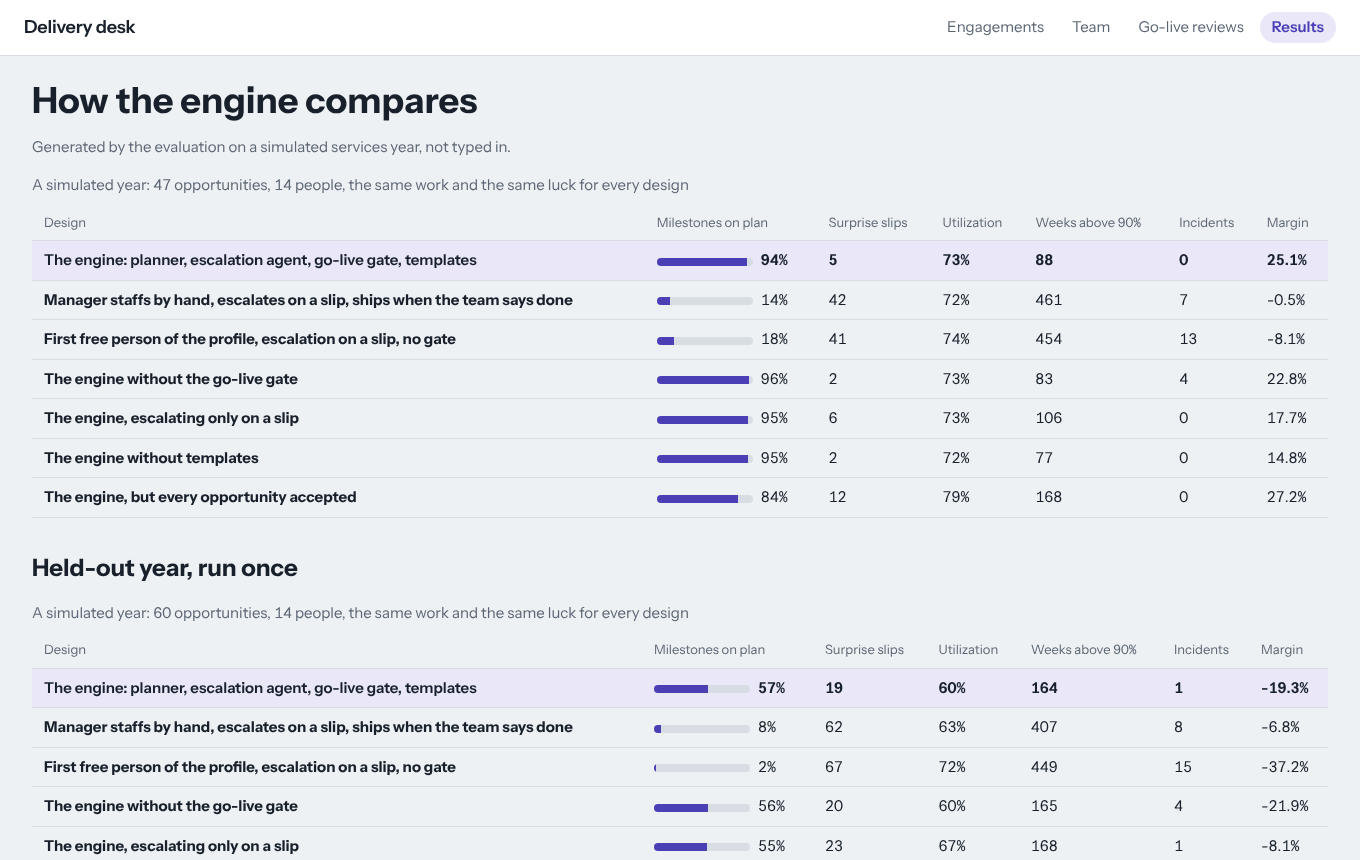 Delivery desk Engagements Team Go-live reviews Results
How the engine compares
Generated by the evaluation on a simulated services year, not typed in.
A simulated year: 47 opportunities, 14 people, the same work and the same luck for every design
Design Milestones on plan Surprise slips Utilization Weeks above 90% Incidents Margin
The engine: planner, escalation agent, go-live gate, templates 94% 5 73% 88 0 25.1%
Manager staffs by hand, escalates on a slip, ships when the team says done 14% 42 72% 461 7 -0.5%
First free person of the profile, escalation on a slip, no gate 18% 41 74% 454 13 -8.1%
The engine without the go-live gate 96% 2 73% 83 4 22.8%
The engine, escalating only on a slip 95% 6 73% 106 0 17.7%
The engine without templates 95% 2 72% 77 0 14.8%
The engine, but every opportunity accepted 84% 12 79% 168 0 27.2%
Held-out year, run once
A simulated year: 60 opportunities, 14 people, the same work and the same luck for every design
Design Milestones on plan Surprise slips Utilization Weeks above 90% Incidents Margin
The engine: planner, escalation agent, go-live gate, templates 57% 19 60% 164 1 -19.3%
Manager staffs by hand, escalates on a slip, ships when the team says done 8% 62 63% 407 8 -6.8%
First free person of the profile, escalation on a slip, no gate 2% 67 72% 449 15 -37.2%
The engine without the go-live gate 56% 20 60% 165 4 -21.9%
The engine, escalating only on a slip 55% 23 67% 168 1 -8.1%